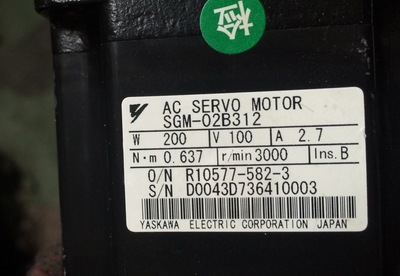 AC SERVO MOTOR
SGM-02B312
W 200 V 100 A 2.7
N·m 0.637 r/min 3000 Ins.B
O/N R10577-582-3
S/N D0043D736410003
YASKAWA ELECTRIC CORPORATION JAPAN